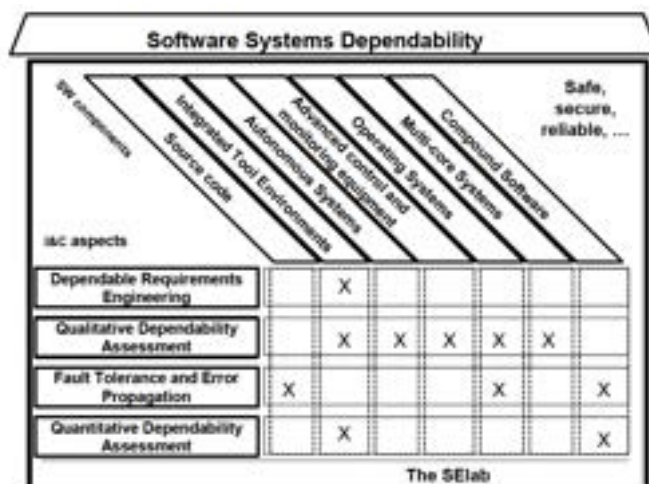 Software Systems Dependability
SW components
Source code
Integrated Tool Environments
Autonomous Systems
Advanced control and
monitoring equipment
Operating Systems
Multi-core Systems
Compound Software
Safe,
secure,
reliable, ...
I&C aspects
Dependable Requirements
Engineering
X
Qualitative Dependability
Assessment
X X X X X
Fault Tolerance and Error
Propagation
X X X
Quantitative Dependability
Assessment
X X
The SElab